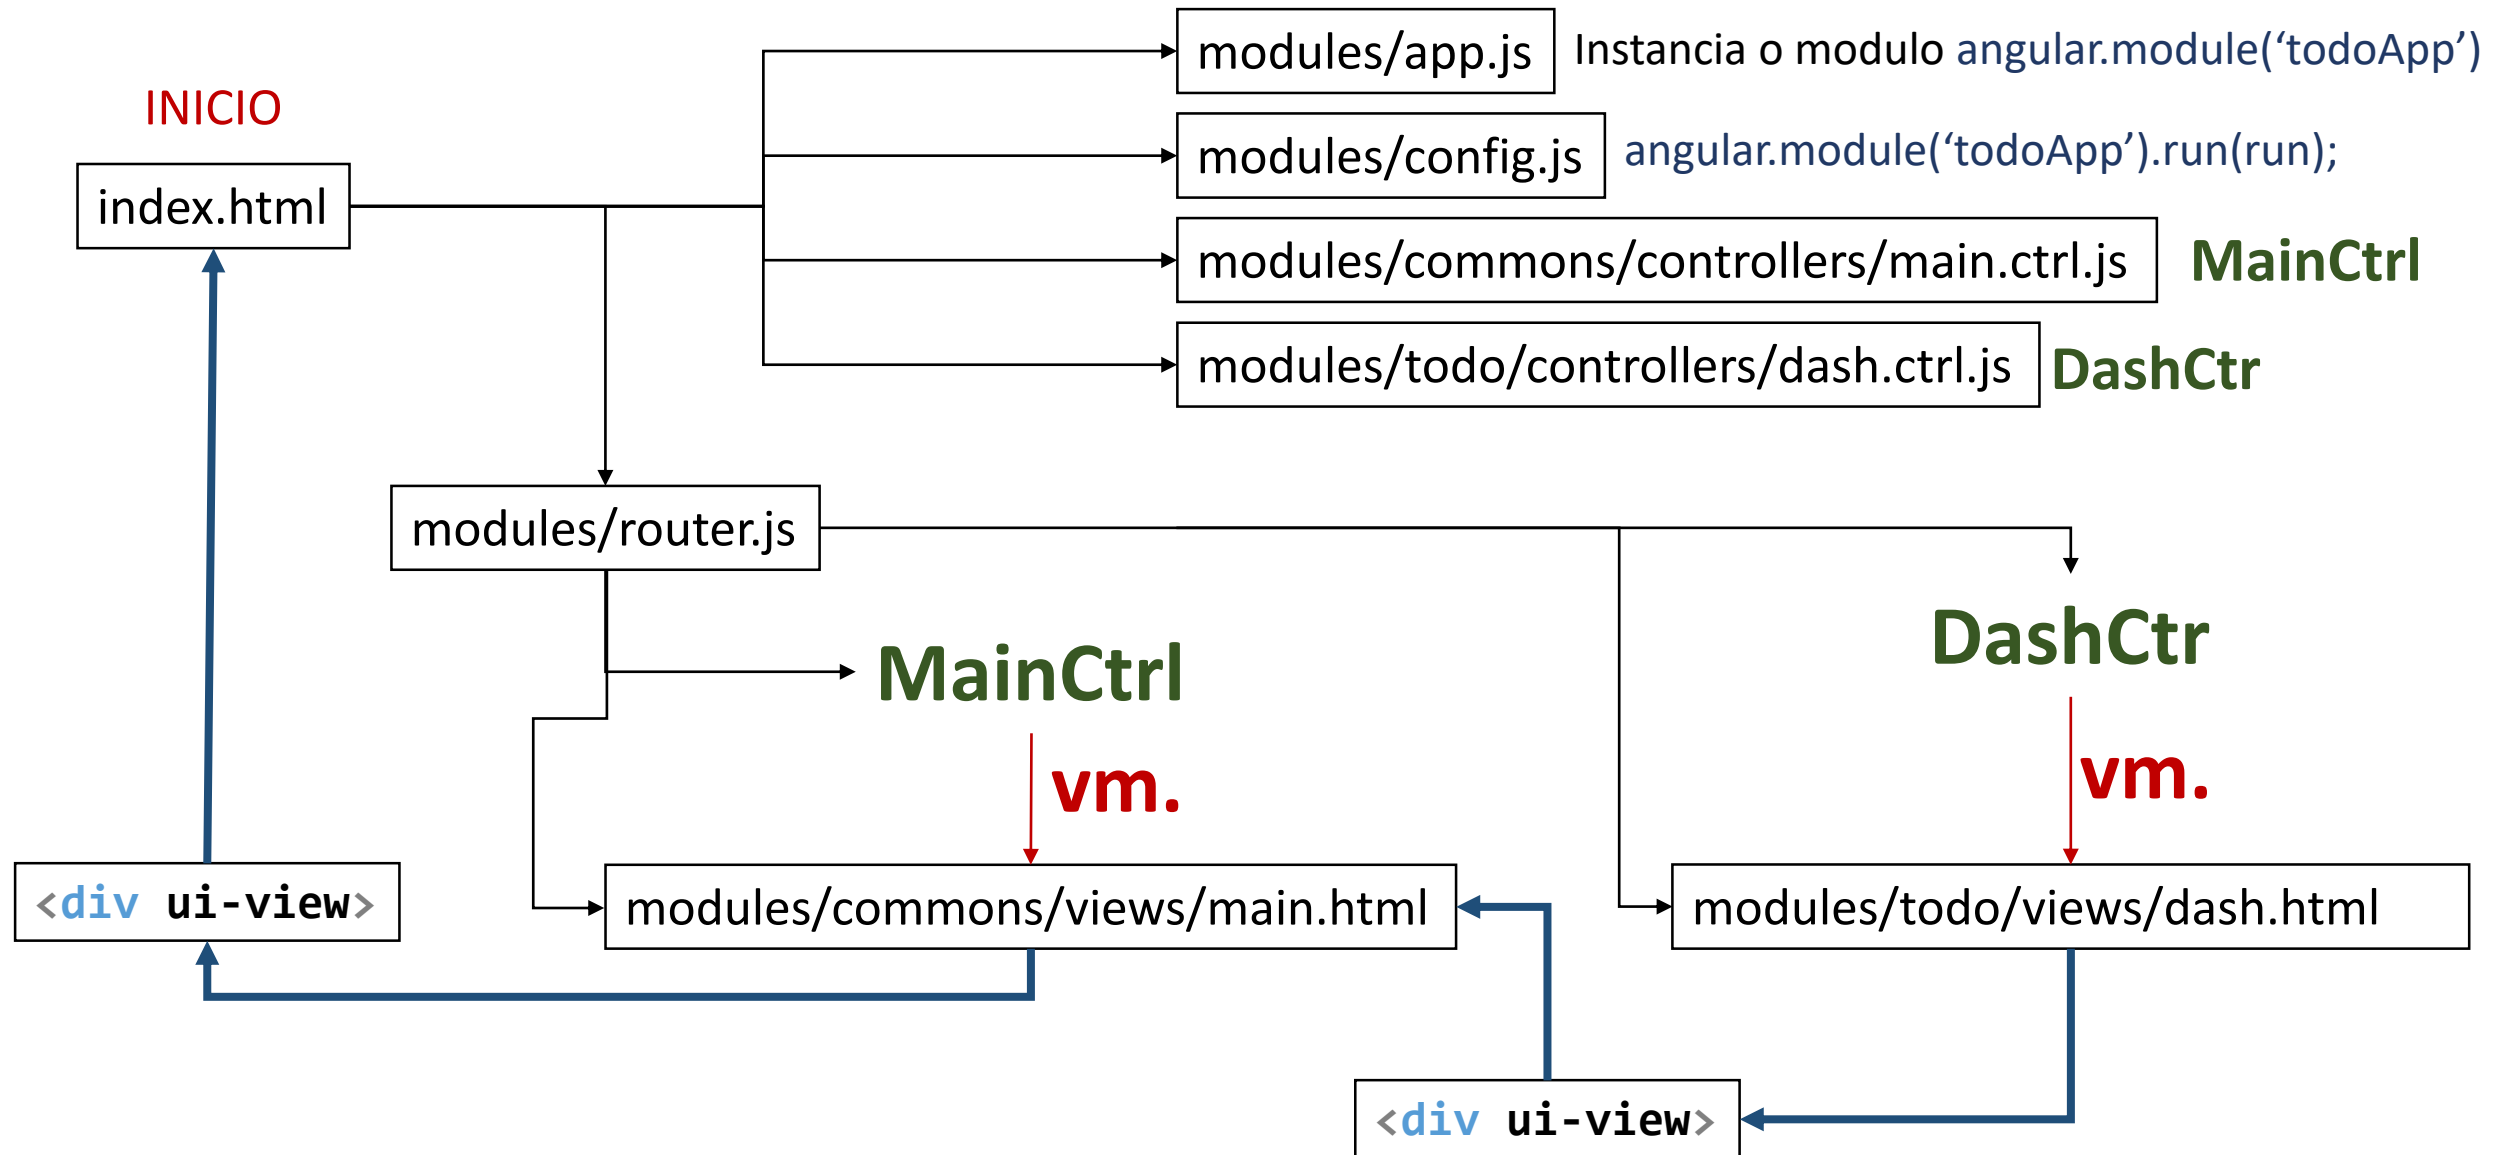 modules/app.js
Instancia o modulo angular.module(‘todoApp’)
INICIO
modules/config.js
angular.module(‘todoApp’).run(run);
index.html
modules/commons/controllers/main.ctrl.js
MainCtrl
modules/todo/controllers/dash.ctrl.js
DashCtr
modules/router.js
MainCtrl
DashCtr
vm.
vm.
<div ui-view>
modules/commons/views/main.html
modules/todo/views/dash.html
<div ui-view>